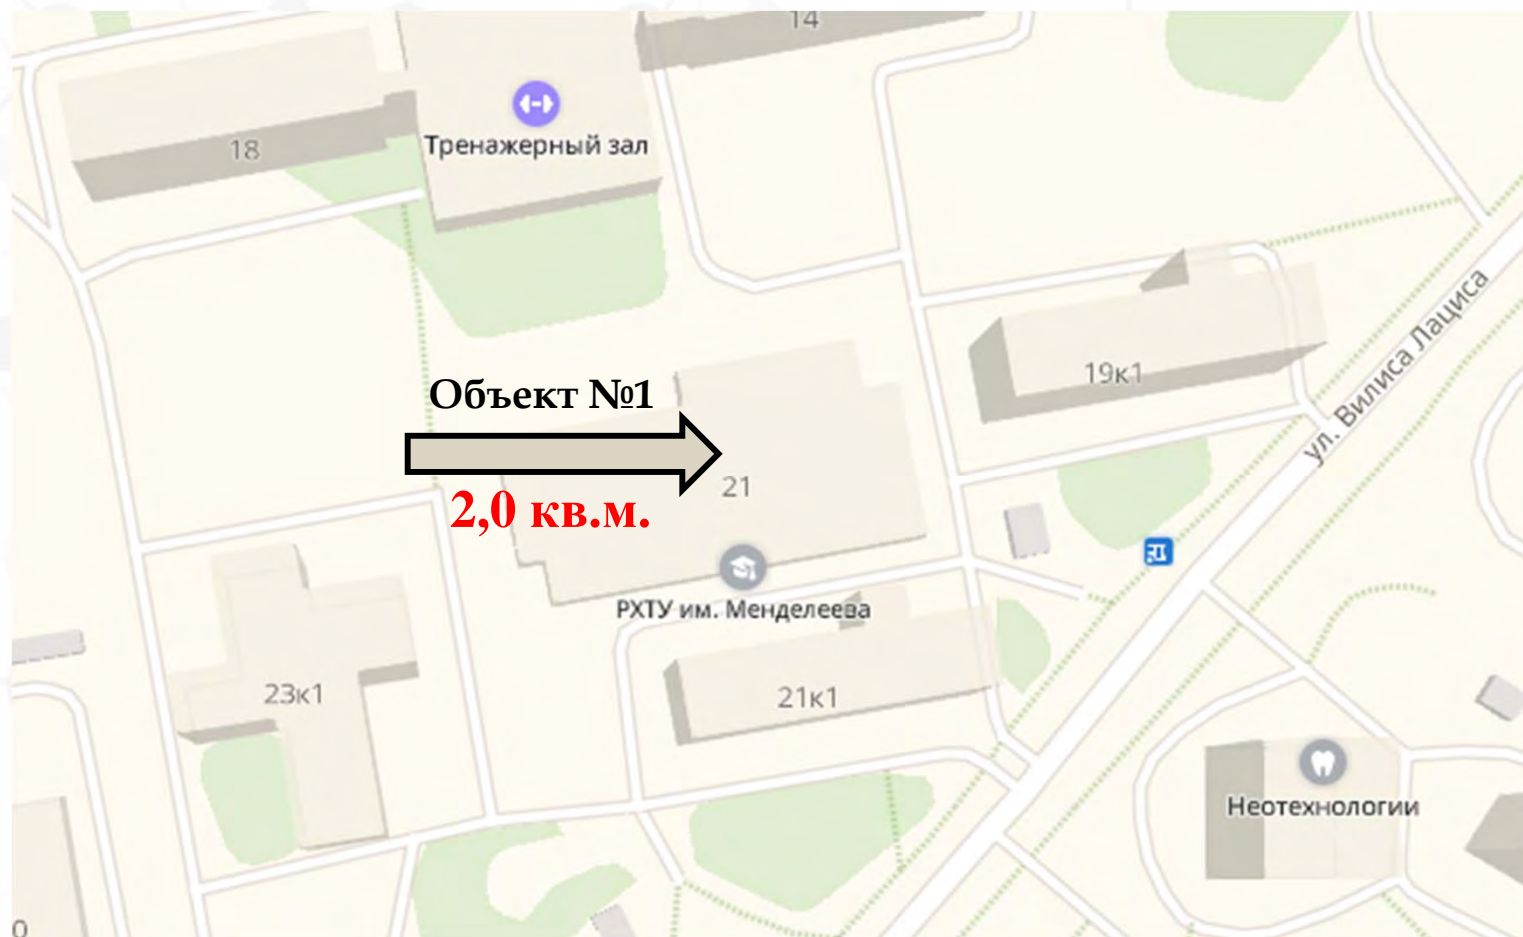 14
18
Тренажерный зал
ул. Вилиса Лациса
19к1
Объект №1
21
2,0 кв.м.
РХТУ им. Менделеева
23к1
21к1
Неотехнологии
0